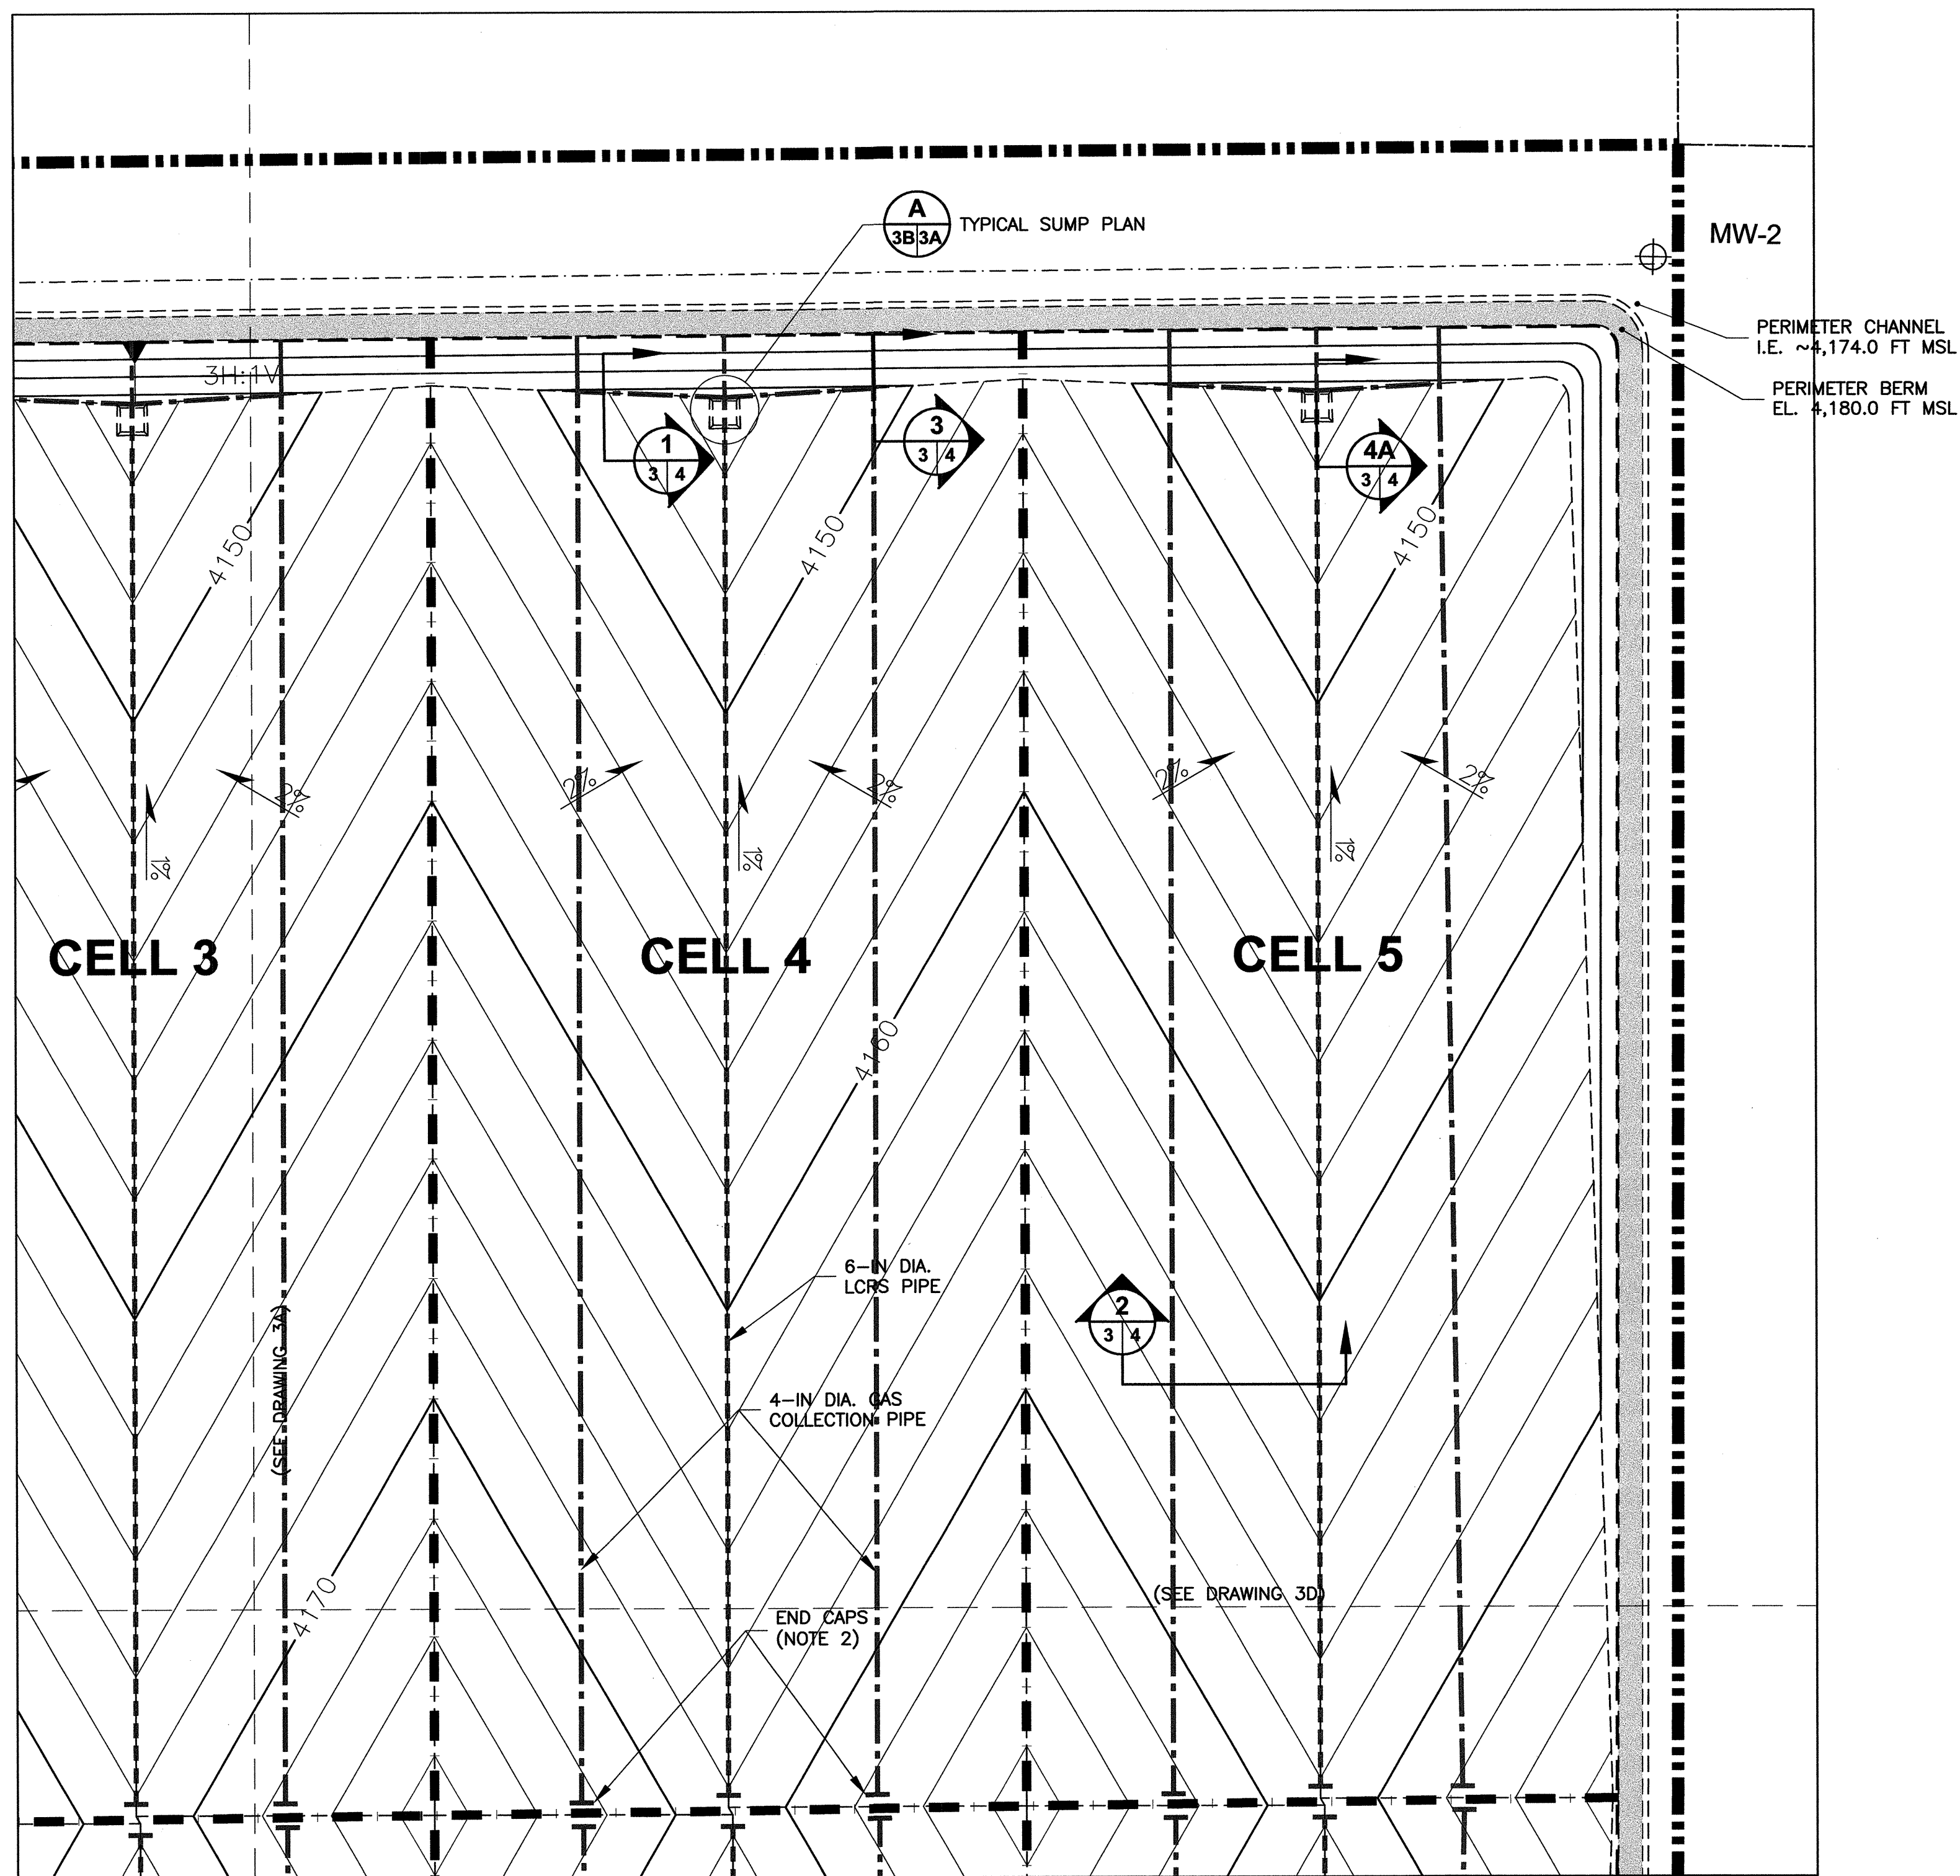 A
3B 3A
TYPICAL SUMP PLAN
MW-2
PERIMETER CHANNEL
I.E. ~4,174.0 FT MSL
PERIMETER BERM
EL. 4,180.0 FT MSL
3H:1V
1
3 4
3
3 4
4A
3 4
4150
4150
4150
2%
2%
2%
2%
2%
1%
1%
1%
CELL 3
CELL 4
CELL 5
4160
6-IN DIA.
LCRS PIPE
2
3 4
(SEE DRAWING 3A)
4-IN DIA. GAS
COLLECTION PIPE
(SEE DRAWING 3D)
4170
END CAPS
(NOTE 2)